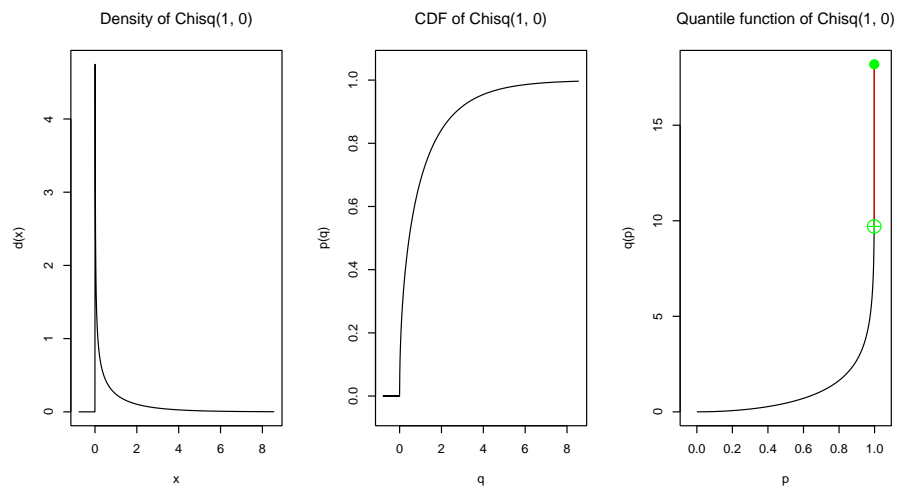 Density of Chisq(1, 0)
d(x)
0
1
2
3
4
0 2 4 6 8
x
CDF of Chisq(1, 0)
p(q)
0.0
0.2
0.4
0.6
0.8
1.0
0 2 4 6 8
q
Quantile function of Chisq(1, 0)
q(p)
0
5
10
15
0.0 0.2 0.4 0.6 0.8 1.0
p